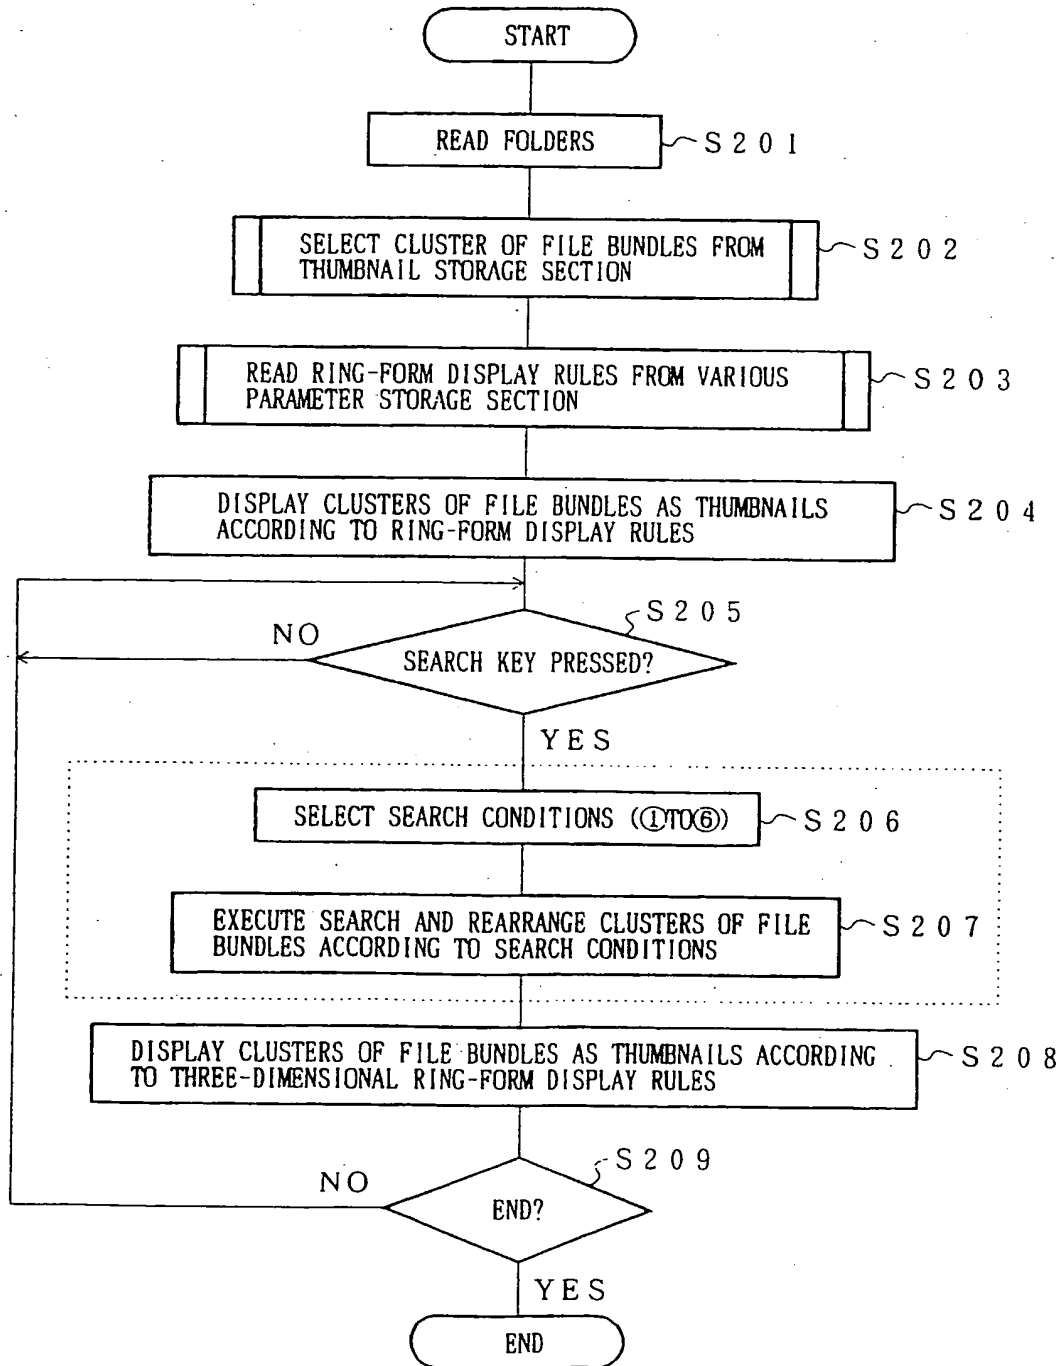 START
READ FOLDERS
S201
SELECT CLUSTER OF FILE BUNDLES FROM
THUMBNAIL STORAGE SECTION
S202
READ RING-FORM DISPLAY RULES FROM VARIOUS
PARAMETER STORAGE SECTION
S203
DISPLAY CLUSTERS OF FILE BUNDLES AS THUMBNAILS
ACCORDING TO RING-FORM DISPLAY RULES
S204
S205
NO
SEARCH KEY PRESSED?
YES
SELECT SEARCH CONDITIONS (①TO⑥)
S206
EXECUTE SEARCH AND REARRANGE CLUSTERS OF FILE
BUNDLES ACCORDING TO SEARCH CONDITIONS
S207
DISPLAY CLUSTERS OF FILE BUNDLES AS THUMBNAILS ACCORDING
TO THREE-DIMENSIONAL RING-FORM DISPLAY RULES
S208
S209
NO
END?
YES
END